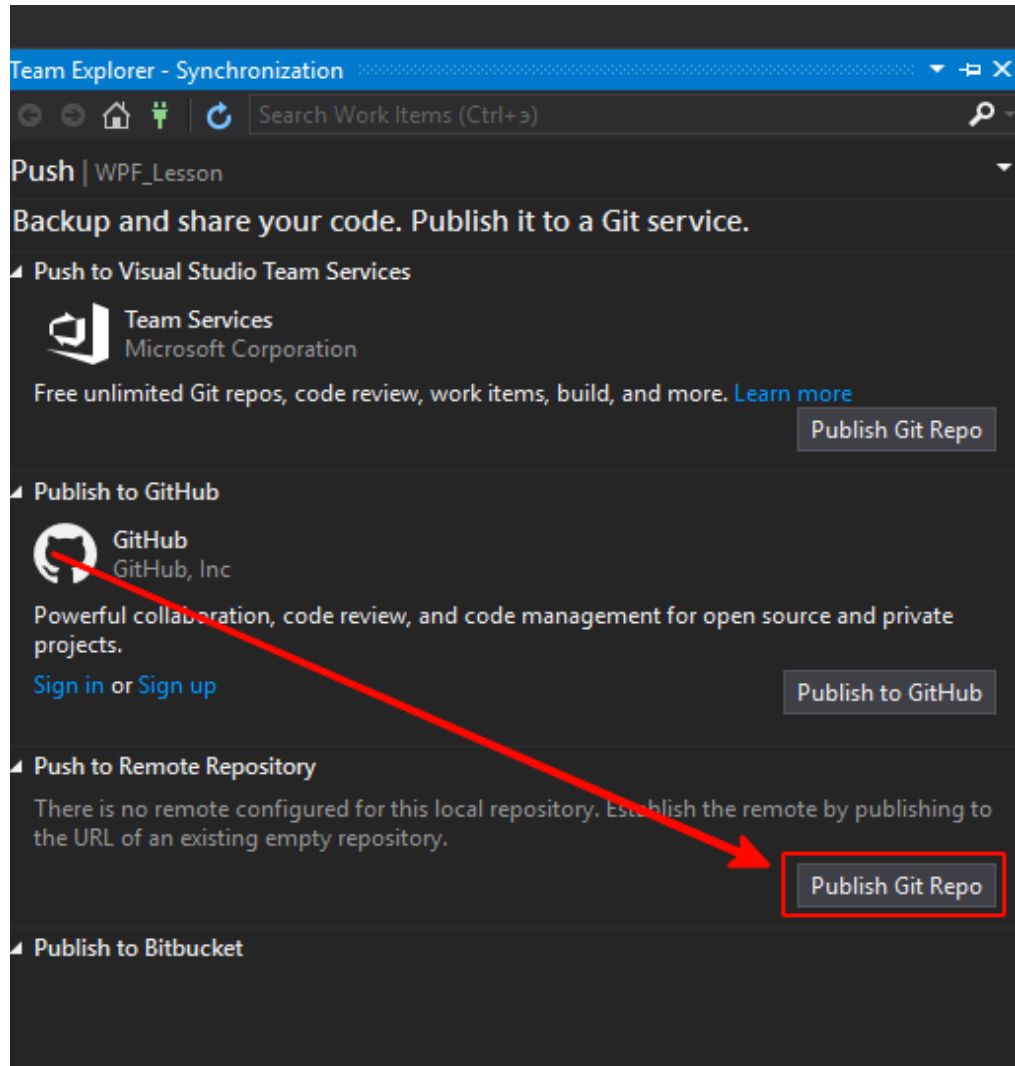 Team Explorer - Synchronization
Search Work Items (Ctrl+э)
Push | WPF_Lesson
Backup and share your code. Publish it to a Git service.
Push to Visual Studio Team Services
Team Services
Microsoft Corporation
Free unlimited Git repos, code review, work items, build, and more. Learn more
Publish Git Repo
Publish to GitHub
GitHub
GitHub, Inc
Powerful collaboration, code review, and code management for open source and private
projects.
Sign in or Sign up
Publish to GitHub
Push to Remote Repository
There is no remote configured for this local repository. Establish the remote by publishing to
the URL of an existing empty repository.
Publish Git Repo
Publish to Bitbucket